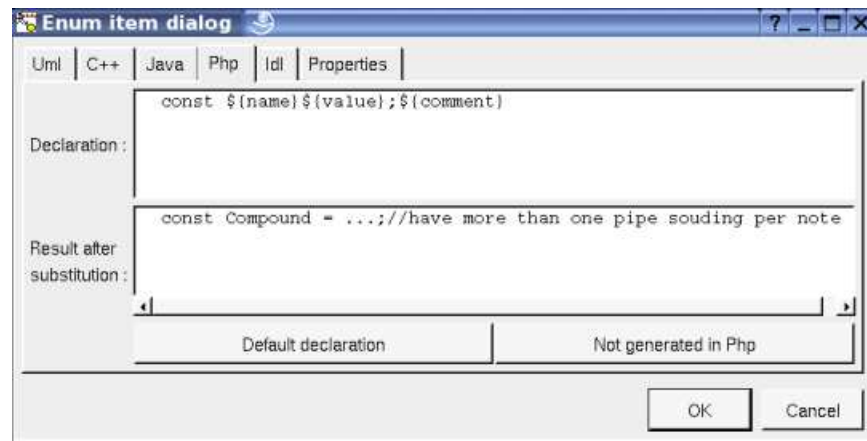 Enum item dialog
?
Uml C++ Java Php Idl Properties
const ${name}${value};${comment}
Declaration :
const Compound = ...;//have more than one pipe souding per note
Result after
substitution :
Default declaration Not generated in Php
OK Cancel